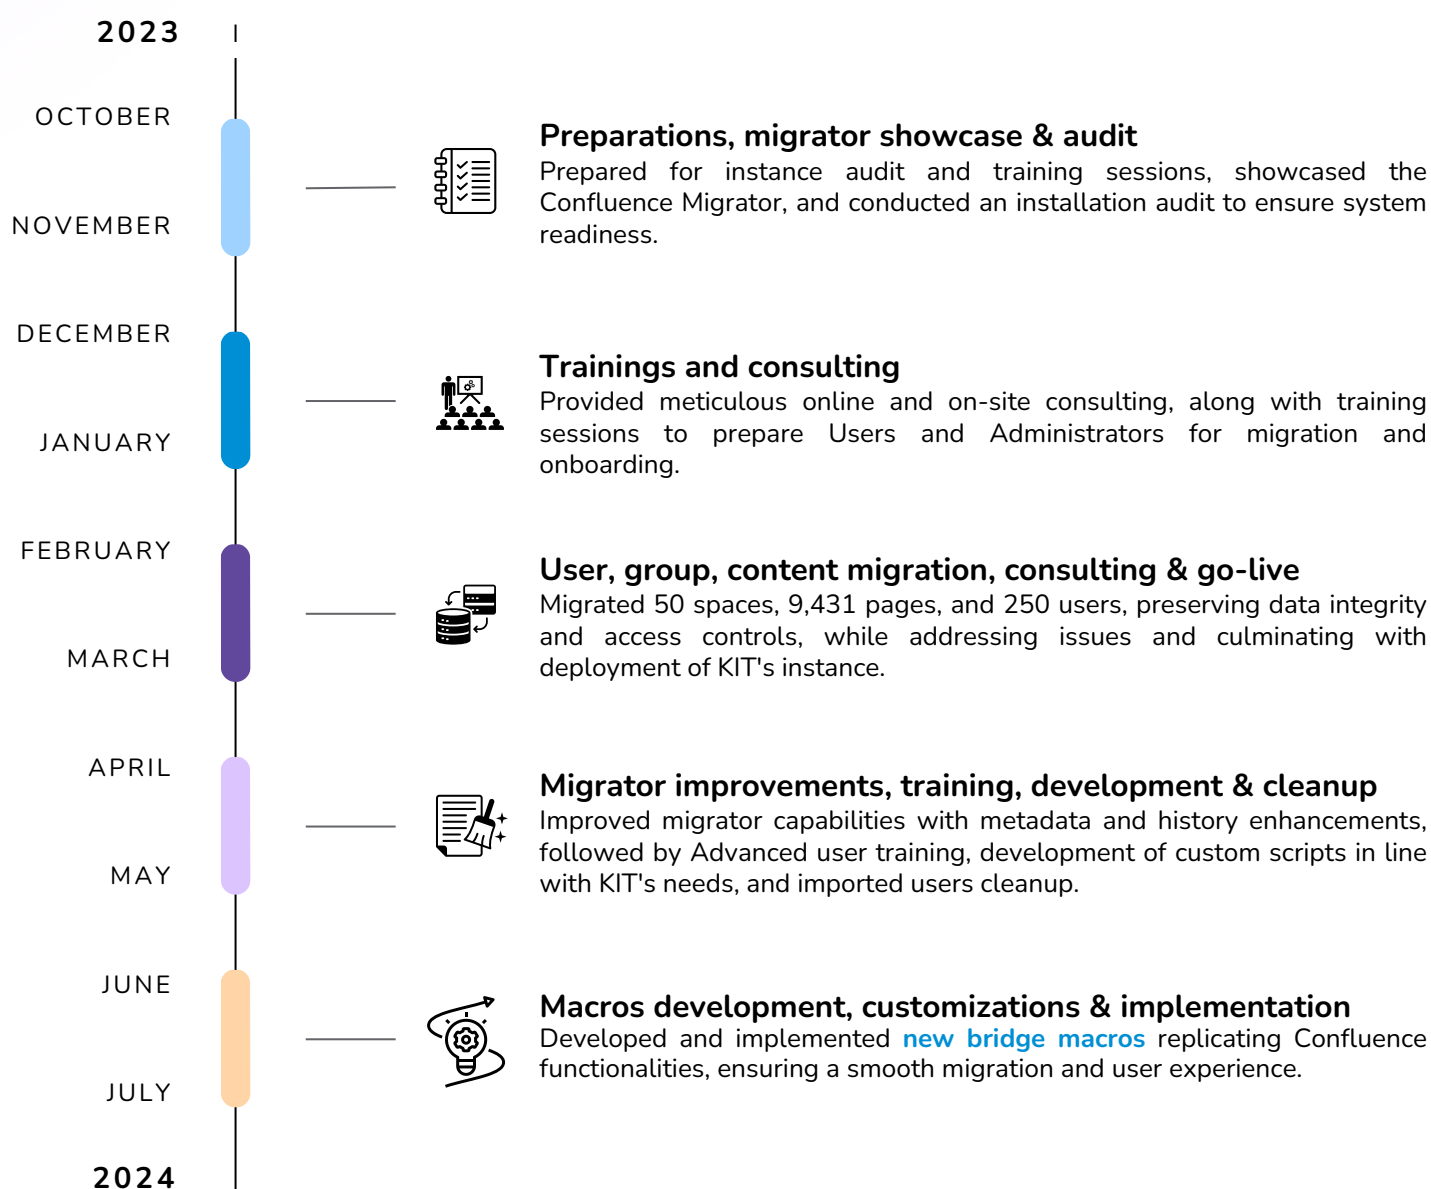 2023
OCTOBER
NOVEMBER
Preparations, migrator showcase & audit
Prepared for instance audit and training sessions, showcased the
Confluence Migrator, and conducted an installation audit to ensure system
readiness.
DECEMBER
JANUARY
Trainings and consulting
Provided meticulous online and on-site consulting, along with training
sessions to prepare Users and Administrators for migration and
onboarding.
FEBRUARY
MARCH
User, group, content migration, consulting & go-live
Migrated 50 spaces, 9,431 pages, and 250 users, preserving data integrity
and access controls, while addressing issues and culminating with
deployment of KIT's instance.
APRIL
MAY
Migrator improvements, training, development & cleanup
Improved migrator capabilities with metadata and history enhancements,
followed by Advanced user training, development of custom scripts in line
with KIT's needs, and imported users cleanup.
JUNE
JULY
Macros development, customizations & implementation
Developed and implemented new bridge macros replicating Confluence
functionalities, ensuring a smooth migration and user experience.
2024